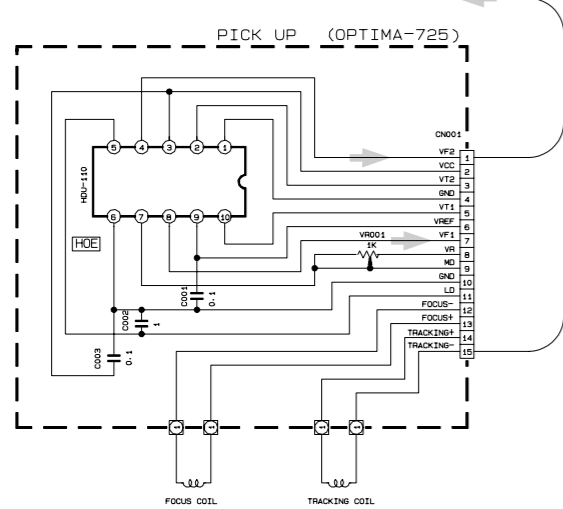 PICK UP (OPTIMA-725)
CN001
VF2 1
VCC 2
VT2 3
GND 4
VT1 5
VREF 6
VF1 7
VR 8
MD 9
GND 10
LD 11
FOCUS- 12
FOCUS+ 13
TRACKING+ 14
TRACKING- 15
5 4 3 2 1
HDU-110
6 7 8 9 10
HOE
VR001
1K
C001
0.1
C002
1
C003
0.1
FOCUS COIL
TRACKING COIL